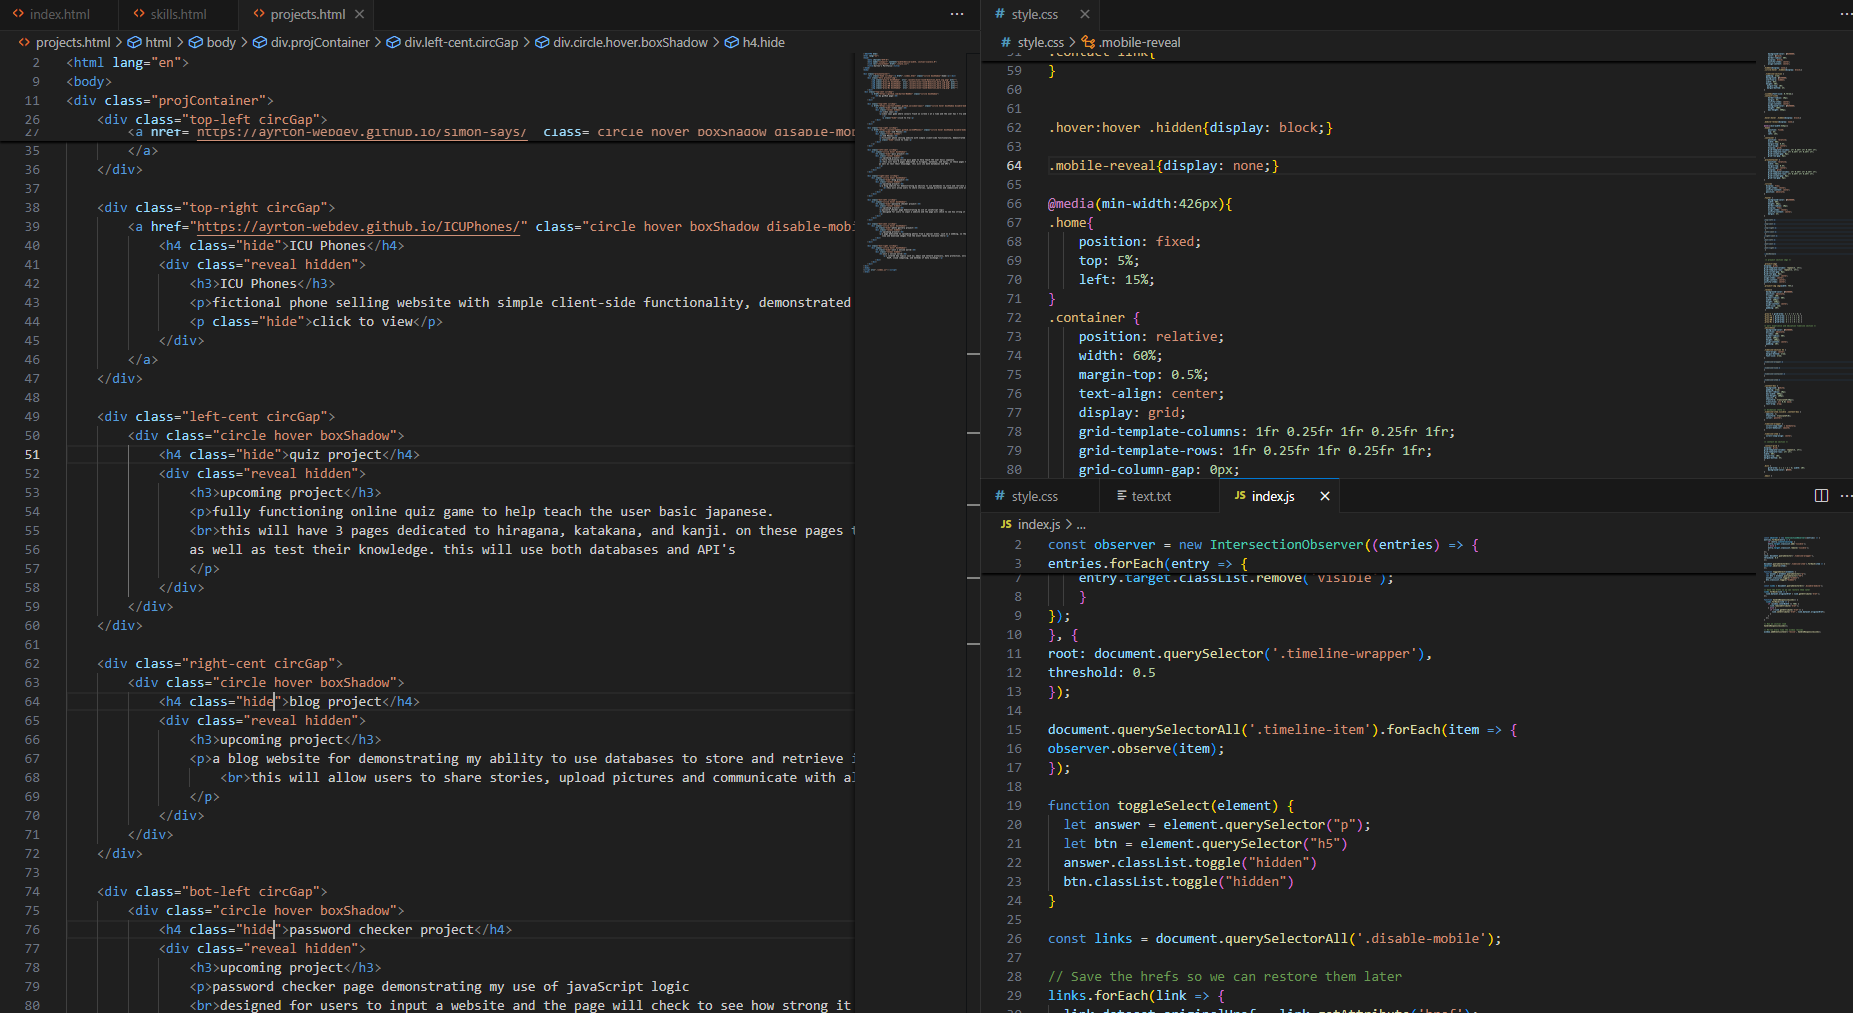 index.html
skills.html
projects.html
projects.html > html > body > div.projContainer > div.left-cent.circGap > div.circle.hover.boxShadow > h4.hide
2 <html lang="en">
9 <body>
11 <div class="projContainer">
26 <div class="top-left circGap">
27 <a href="https://ayrton-webdev.github.io/simon-says/" class="circle hover boxShadow disable-mo
35 </a>
36 </div>
37
38 <div class="top-right circGap">
39 <a href="https://ayrton-webdev.github.io/ICUPhones/" class="circle hover boxShadow disable-mobi
40 <h4 class="hide">ICU Phones</h4>
41 <div class="reveal hidden">
42 <h3>ICU Phones</h3>
43 <p>fictional phone selling website with simple client-side functionality, demonstrated
44 <p class="hide">click to view</p>
45 </div>
46 </a>
47 </div>
48
49 <div class="left-cent circGap">
50 <div class="circle hover boxShadow">
51 <h4 class="hide">quiz project</h4>
52 <div class="reveal hidden">
53 <h3>upcoming project</h3>
54 <p>fully functioning online quiz game to help teach the user basic japanese.
55 <br>this will have 3 pages dedicated to hiragana, katakana, and kanji. on these pages t
56 as well as test their knowledge. this will use both databases and API's
57 </p>
58 </div>
59 </div>
60 </div>
61
62 <div class="right-cent circGap">
63 <div class="circle hover boxShadow">
64 <h4 class="hide">blog project</h4>
65 <div class="reveal hidden">
66 <h3>upcoming project</h3>
67 <p>a blog website for demonstrating my ability to use databases to store and retrieve i
68 <br>this will allow users to share stories, upload pictures and communicate with al
69 </p>
70 </div>
71 </div>
72 </div>
73
74 <div class="bot-left circGap">
75 <div class="circle hover boxShadow">
76 <h4 class="hide">password checker project</h4>
77 <div class="reveal hidden">
78 <h3>upcoming project</h3>
79 <p>password checker page demonstrating my use of javaScript logic
80 <br>designed for users to input a website and the page will check to see how strong it
# style.css
# style.css > .mobile-reveal
51 .contact-link{
59 }
60
61
62 .hover:hover .hidden{display: block;}
63
64 .mobile-reveal{display: none;}
65
66 @media(min-width:426px){
67 .home{
68 position: fixed;
69 top: 5%;
70 left: 15%;
71 }
72 .container {
73 position: relative;
74 width: 60%;
75 margin-top: 0.5%;
76 text-align: center;
77 display: grid;
78 grid-template-columns: 1fr 0.25fr 1fr 0.25fr 1fr;
79 grid-template-rows: 1fr 0.25fr 1fr 0.25fr 1fr;
80 grid-column-gap: 0px;
# style.css
text.txt
JS index.js
JS index.js > ...
2 const observer = new IntersectionObserver((entries) => {
3 entries.forEach(entry => {
7 entry.target.classList.remove('visible');
8 }
9 });
10 }, {
11 root: document.querySelector('.timeline-wrapper'),
12 threshold: 0.5
13 });
14
15 document.querySelectorAll('.timeline-item').forEach(item => {
16 observer.observe(item);
17 });
18
19 function toggleSelect(element) {
20 let answer = element.querySelector("p");
21 let btn = element.querySelector("h5")
22 answer.classList.toggle("hidden")
23 btn.classList.toggle("hidden")
24 }
25
26 const links = document.querySelectorAll('.disable-mobile');
27
28 // Save the hrefs so we can restore them later
29 links.forEach(link => {
30 link.dataset.originalHref = link.getAttribute('href');